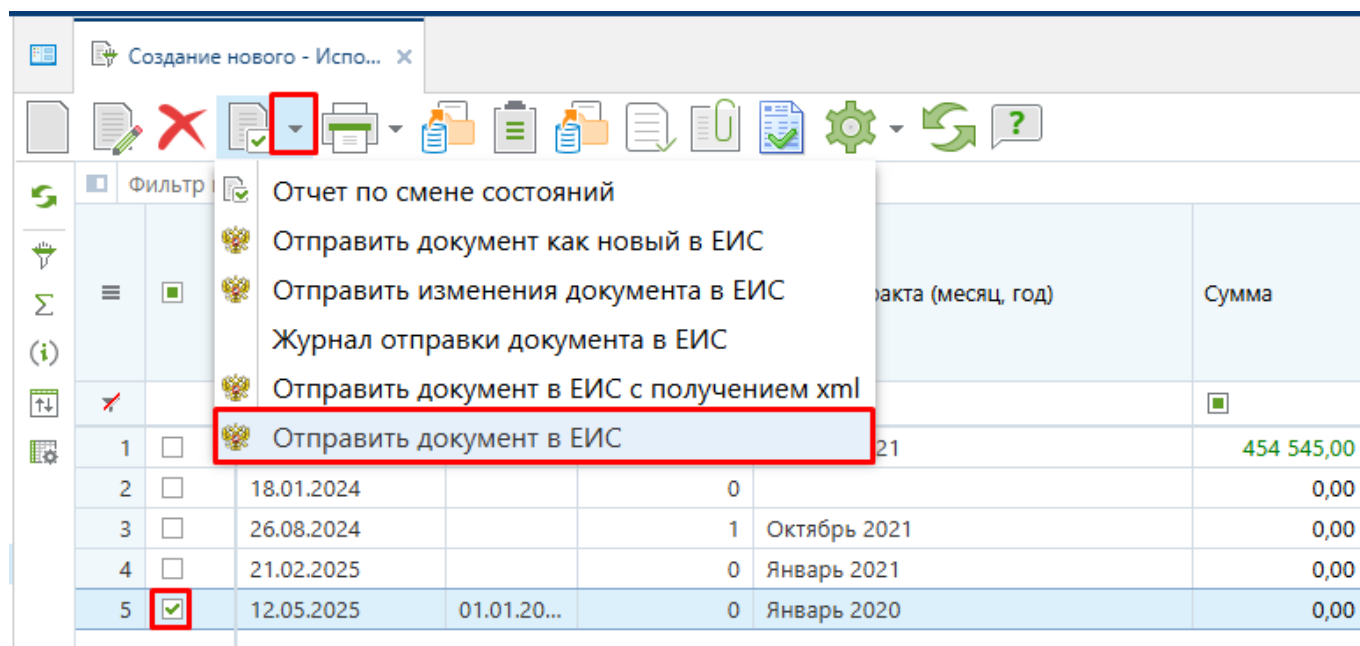 Создание нового - Испо...
?
Фильтр
Отчет по смене состояний
Отправить документ как новый в ЕИС
Отправить изменения документа в ЕИС
акта (месяц, год)
Сумма
Журнал отправки документа в ЕИС
Отправить документ в ЕИС с получением xml
Отправить документ в ЕИС
1 21 454 545,00
2 18.01.2024 0 0,00
3 26.08.2024 1 Октябрь 2021 0,00
4 21.02.2025 0 Январь 2021 0,00
5 12.05.2025 01.01.20... 0 Январь 2020 0,00